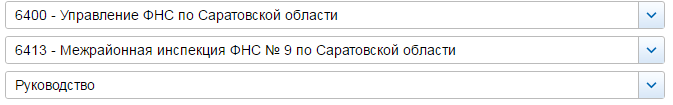 6400 - Управление ФНС по Саратовской области
6413 - Межрайонная инспекция ФНС № 9 по Саратовской области
Руководство